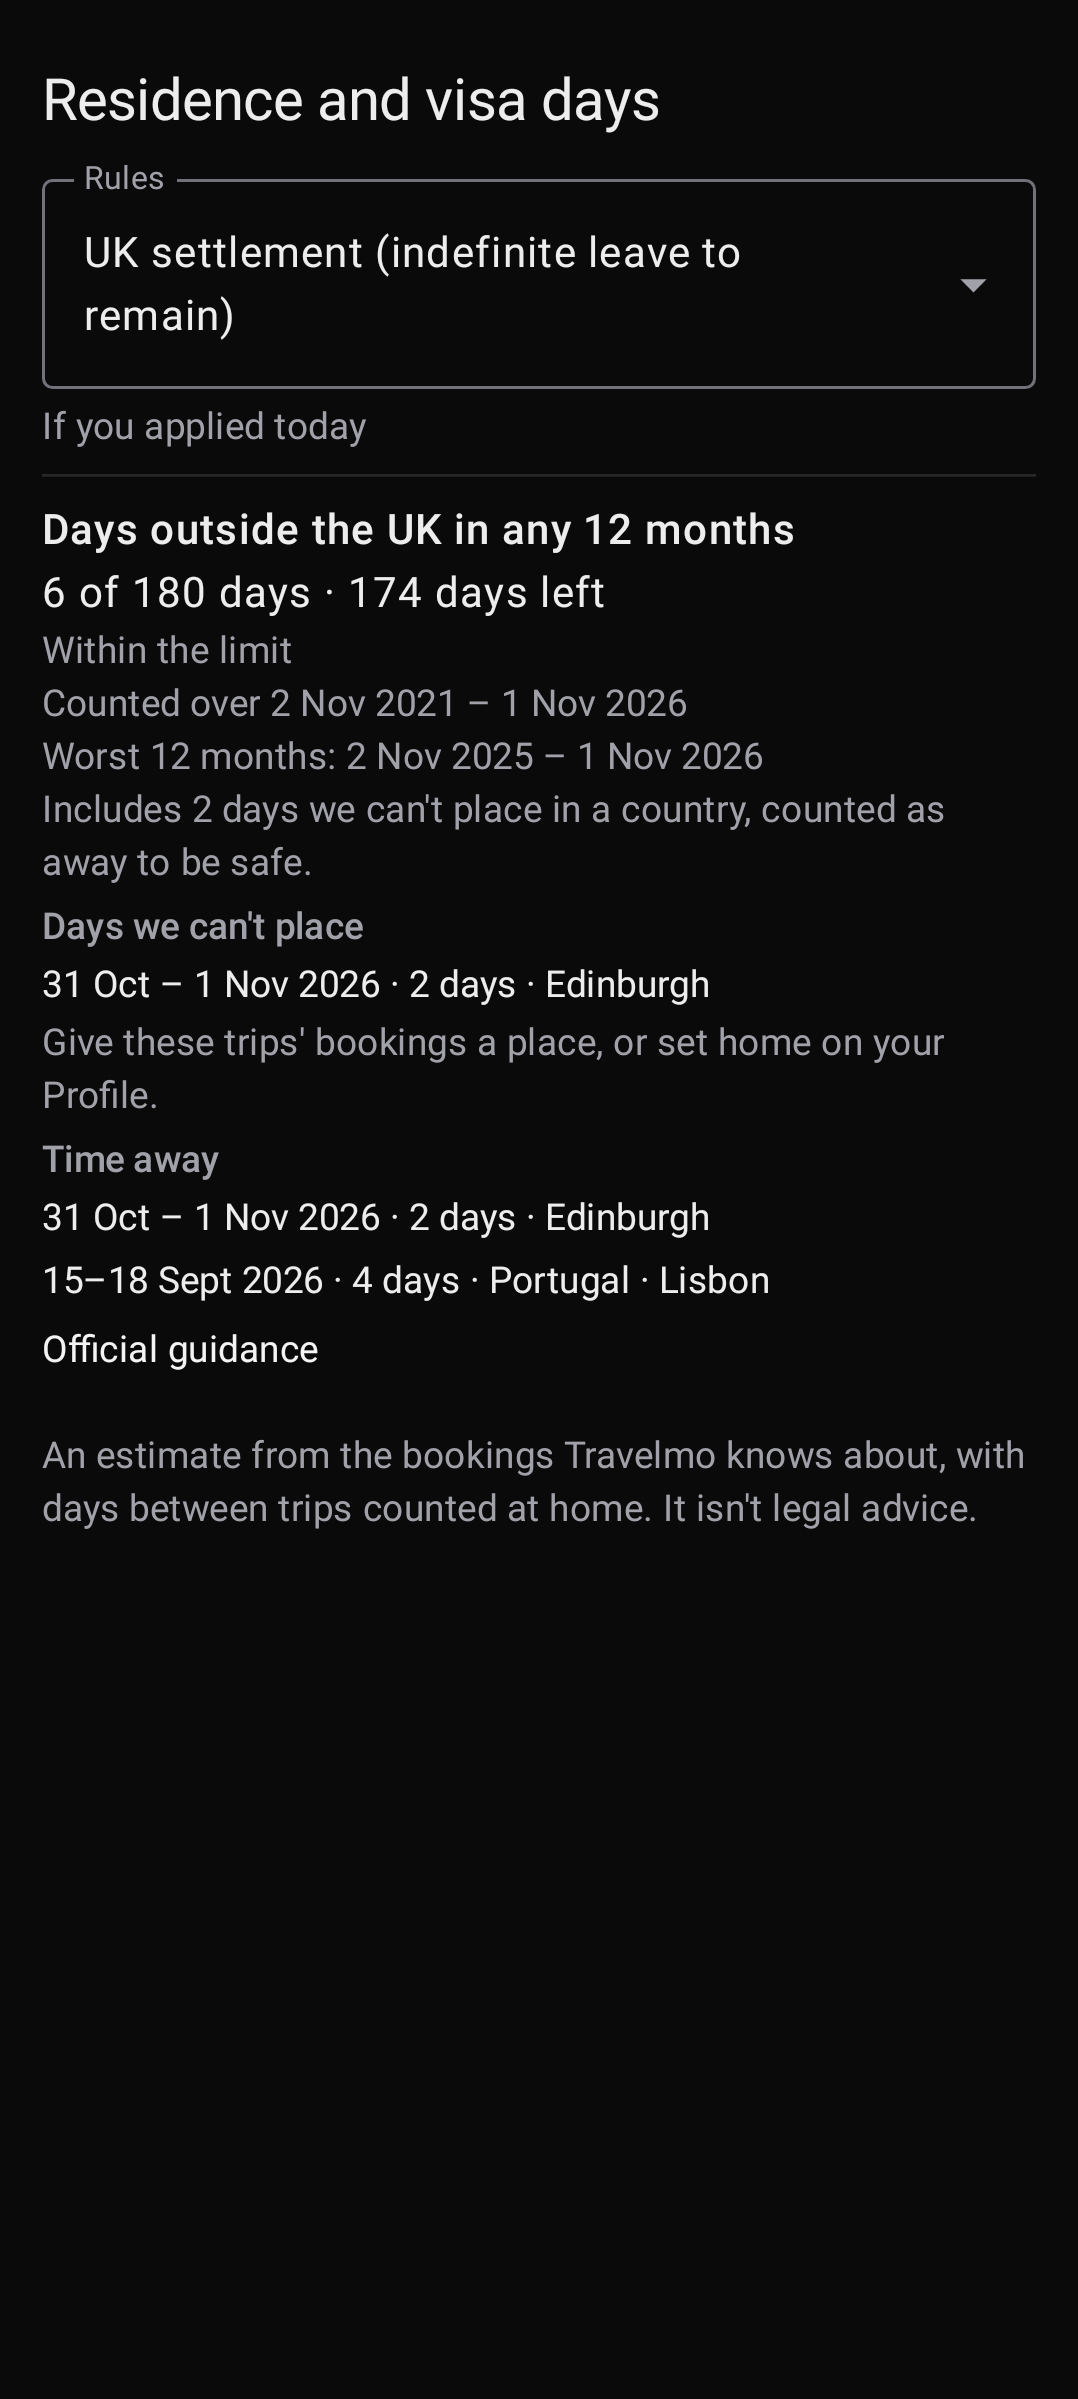 Residence and visa days
Rules
UK settlement (indefinite leave to
remain)
If you applied today
Days outside the UK in any 12 months
6 of 180 days · 174 days left
Within the limit
Counted over 2 Nov 2021 – 1 Nov 2026
Worst 12 months: 2 Nov 2025 – 1 Nov 2026
Includes 2 days we can't place in a country, counted as
away to be safe.
Days we can't place
31 Oct – 1 Nov 2026 · 2 days · Edinburgh
Give these trips' bookings a place, or set home on your
Profile.
Time away
31 Oct – 1 Nov 2026 · 2 days · Edinburgh
15–18 Sept 2026 · 4 days · Portugal · Lisbon
Official guidance
An estimate from the bookings Travelmo knows about, with
days between trips counted at home. It isn't legal advice.